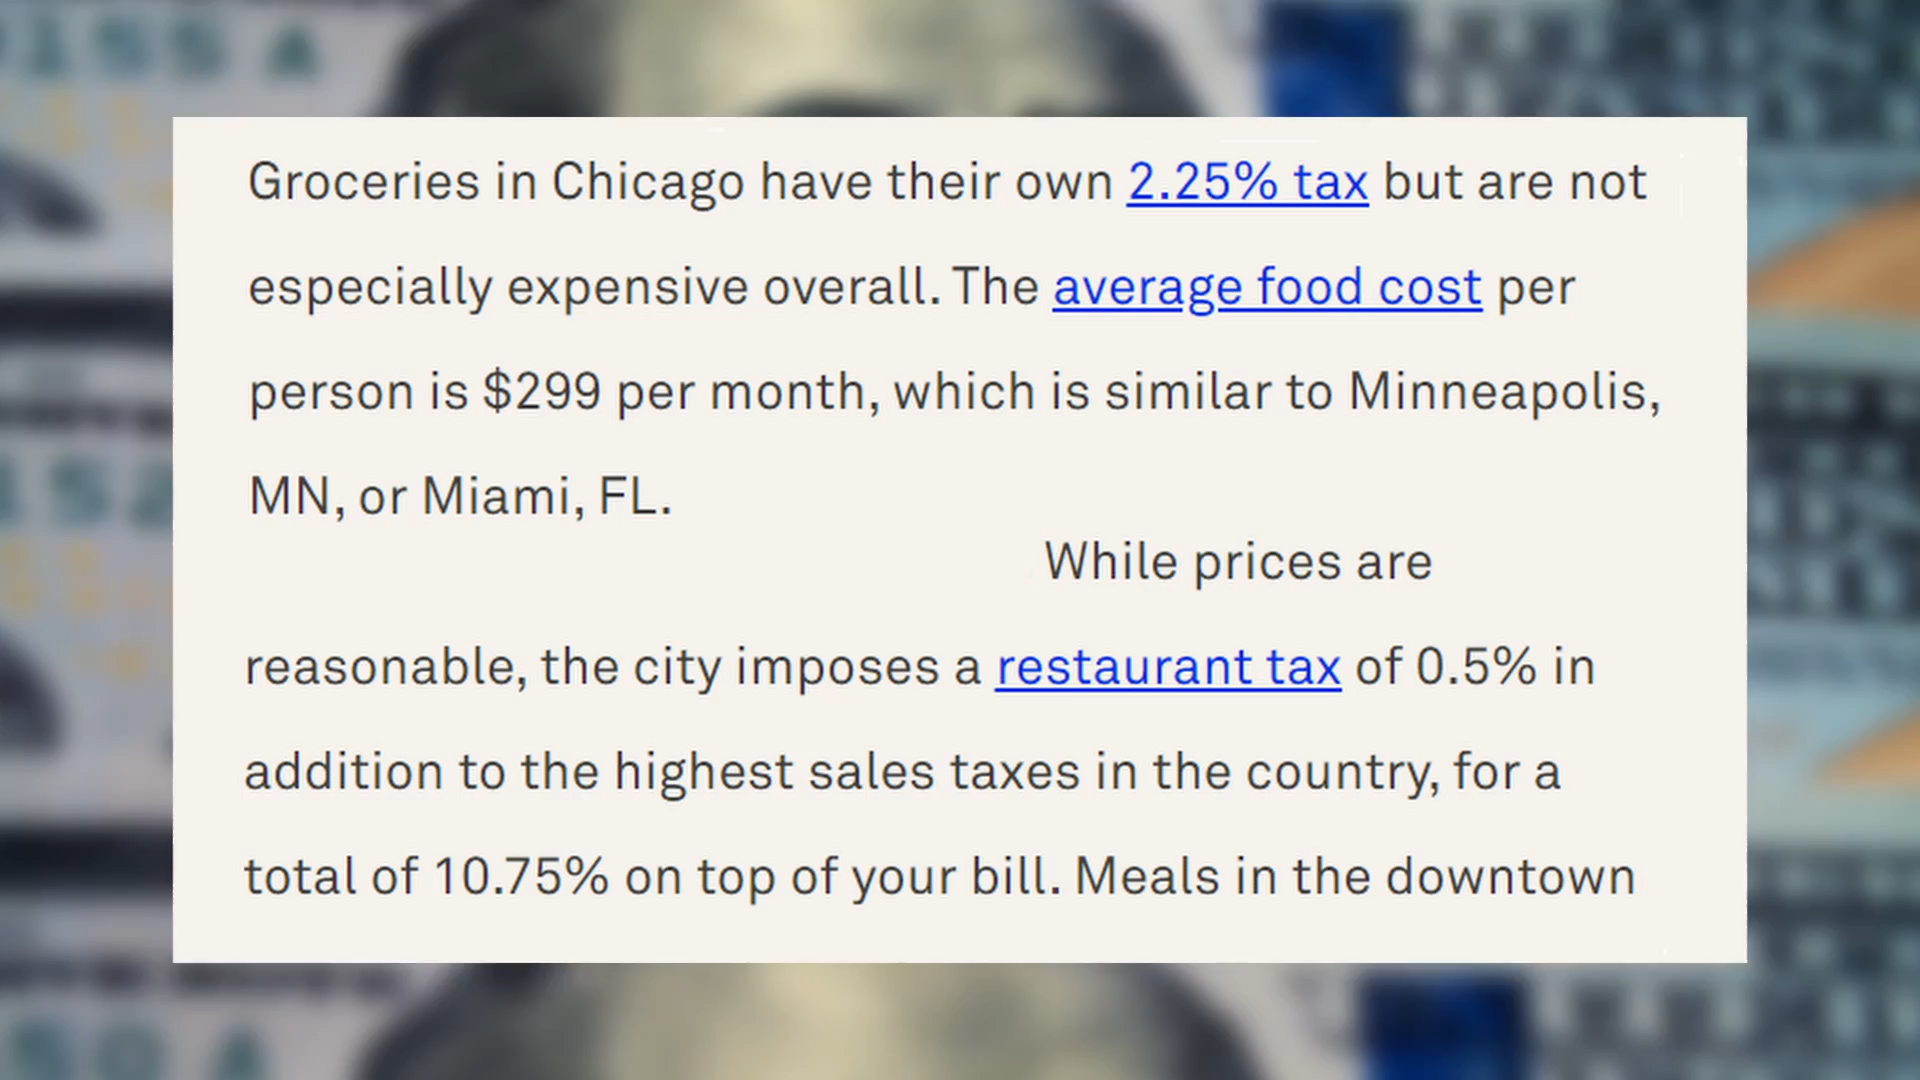 Groceries in Chicago have their own 2.25% tax but are not
especially expensive overall. The average food cost per
person is $299 per month, which is similar to Minneapolis,
MN, or Miami, FL.
While prices are
reasonable, the city imposes a restaurant tax of 0.5% in
addition to the highest sales taxes in the country, for a
total of 10.75% on top of your bill. Meals in the downtown